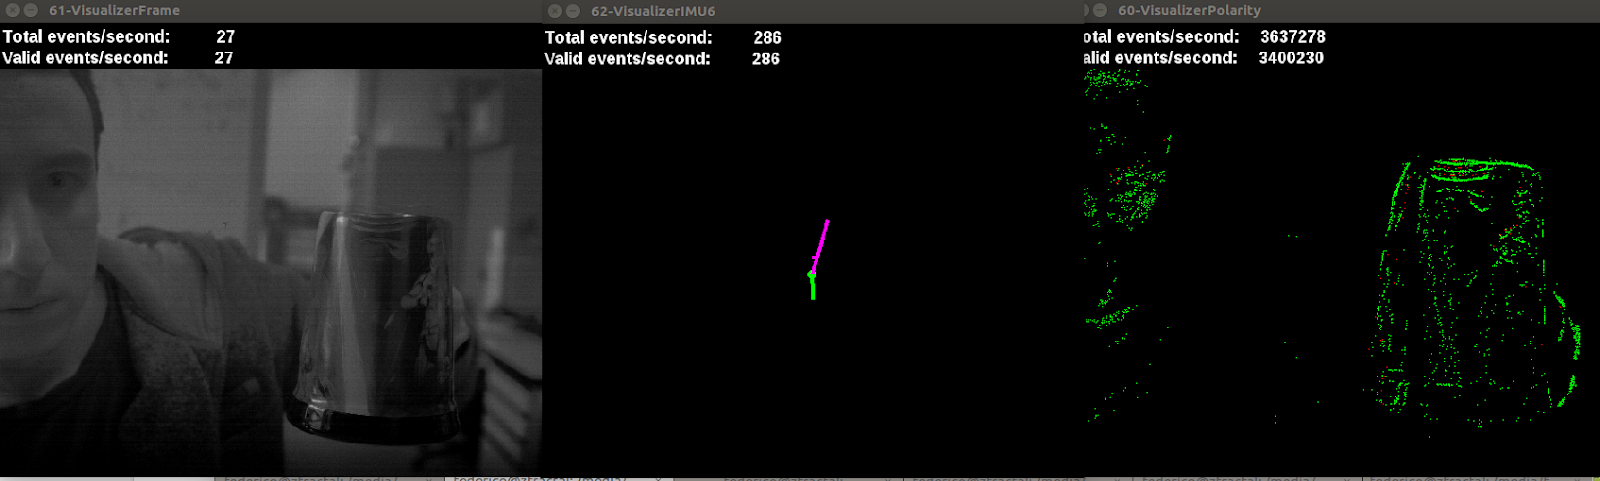 61-VisualizerFrame
Total events/second: 27
Valid events/second: 27
62-VisualizerIMU6
Total events/second: 286
Valid events/second: 286
60-VisualizerPolarity
otal events/second: 3637278
alid events/second: 3400230